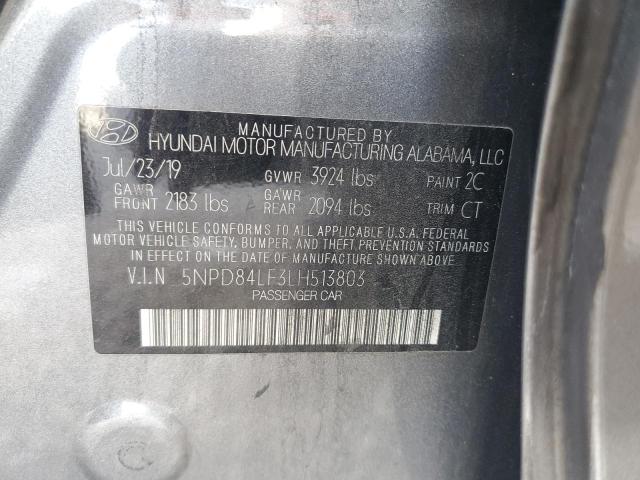 MANUFACTURED BY
HYUNDAI MOTOR MANUFACTURING ALABAMA, LLC
Jul/23/19 GVWR 3924 lbs PAINT 2C
GAWR FRONT 2183 lbs GAWR REAR 2094 lbs TRIM CT
THIS VEHICLE CONFORMS TO ALL APPLICABLE U.S.A. FEDERAL
MOTOR VEHICLE SAFETY, BUMPER, AND THEFT PREVENTION STANDARDS
IN EFFECT ON THE DATE OF MANUFACTURE SHOWN ABOVE.
V.I.N 5NPD84LF3LH513803
PASSENGER CAR